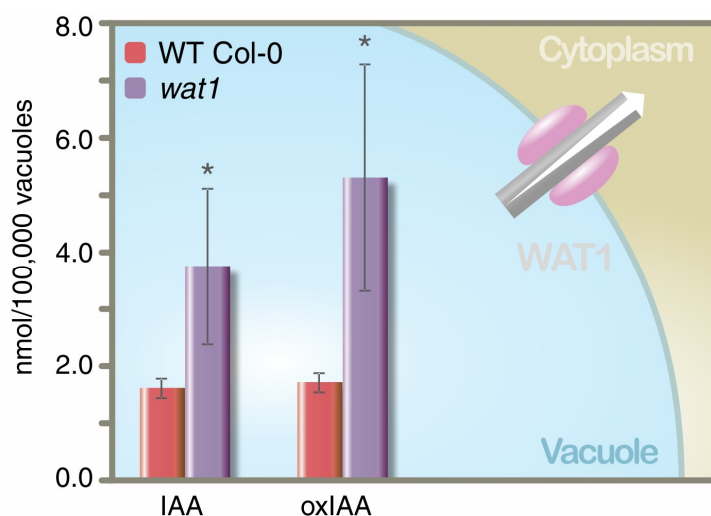 8.0
WT Col-0
wat1
Cytoplasm
*
*
6.0
nmol/100,000 vacuoles
4.0
WAT1
2.0
Vacuole
0.0
IAA
oxIAA